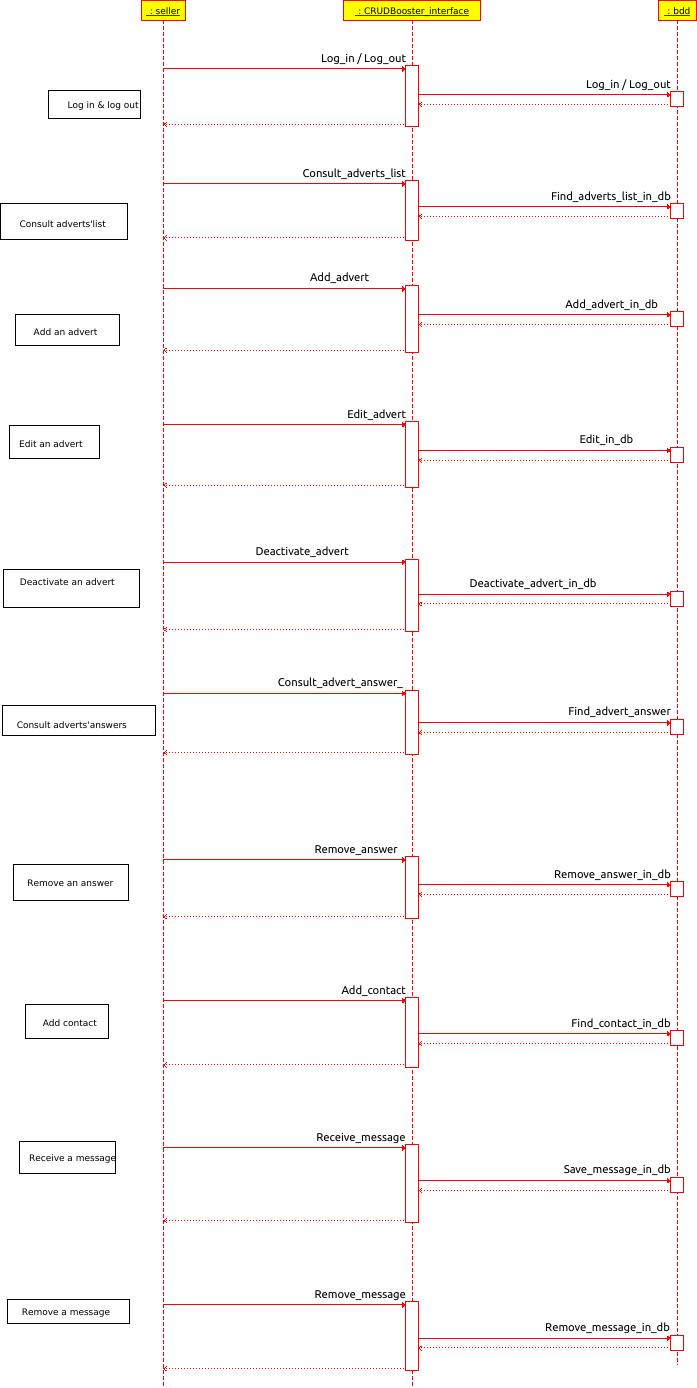 : seller
: CRUDBooster_interface
: bdd
Log_in / Log_out
Log_in / Log_out
Log in & log out
Consult_adverts_list
Find_adverts_list_in_db
Consult adverts'list
Add_advert
Add_advert_in_db
Add an advert
Edit_advert
Edit_in_db
Edit an advert
Deactivate_advert
Deactivate_advert_in_db
Deactivate an advert
Consult_advert_answer_
Find_advert_answer
Consult adverts'answers
Remove_answer
Remove_answer_in_db
Remove an answer
Add_contact
Find_contact_in_db
Add contact
Receive_message
Save_message_in_db
Receive a message
Remove_message
Remove_message_in_db
Remove a message